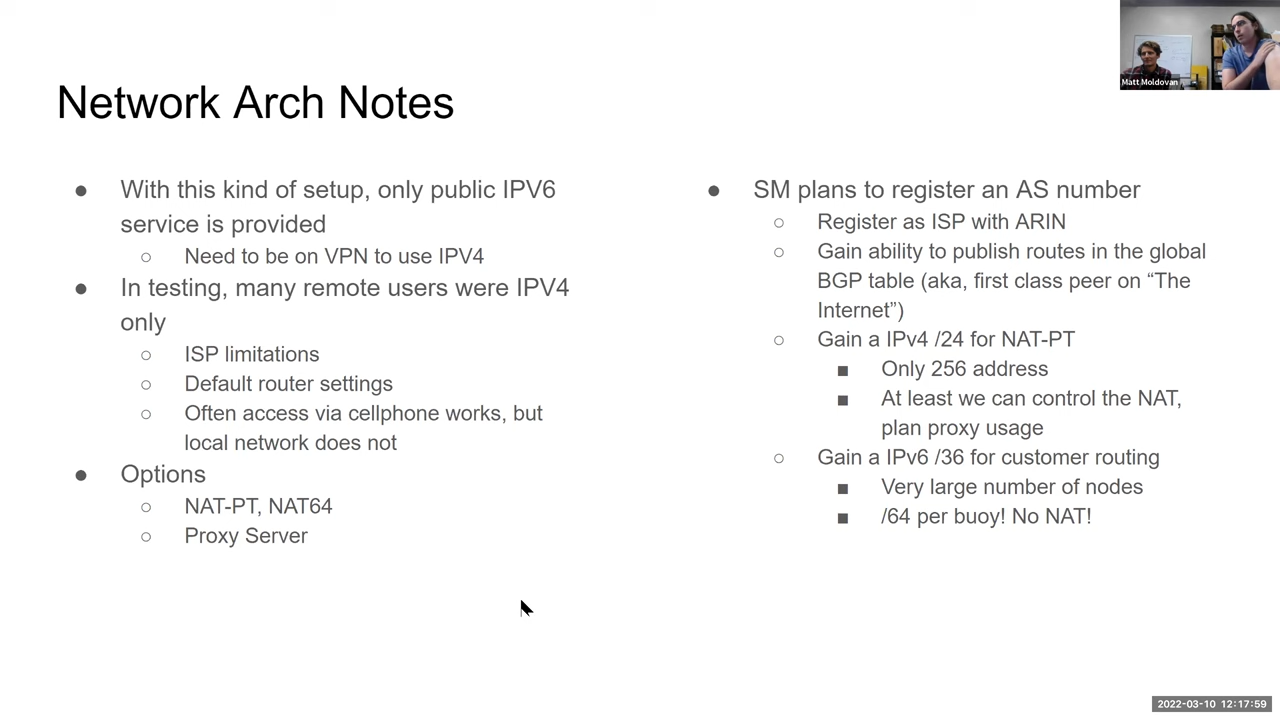 Network Arch Notes
● With this kind of setup, only public IPV6
service is provided
○ Need to be on VPN to use IPV4
● In testing, many remote users were IPV4
only
○ ISP limitations
○ Default router settings
○ Often access via cellphone works, but
local network does not
● Options
○ NAT-PT, NAT64
○ Proxy Server
● SM plans to register an AS number
○ Register as ISP with ARIN
○ Gain ability to publish routes in the global
BGP table (aka, first class peer on “The
Internet”)
○ Gain a IPv4 /24 for NAT-PT
■ Only 256 address
■ At least we can control the NAT,
plan proxy usage
○ Gain a IPv6 /36 for customer routing
■ Very large number of nodes
■ /64 per buoy! No NAT!
Matt Moldovan
2022-03-10 12:17:59